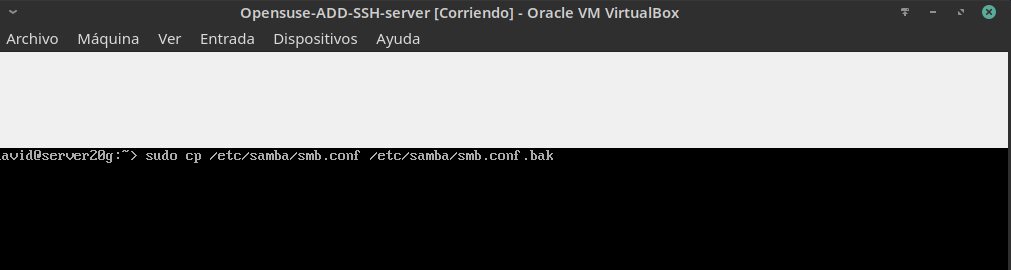 Opensuse-ADD-SSH-server [Corriendo] - Oracle VM VirtualBox
Archivo Máquina Ver Entrada Dispositivos Ayuda
avid@server20g:~> sudo cp /etc/samba/smb.conf /etc/samba/smb.conf.bak